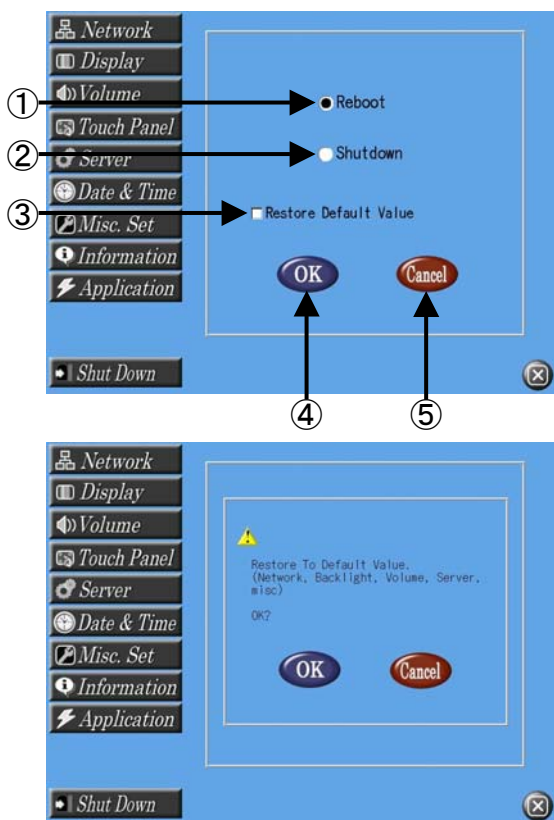 Network
Display
Volume
Touch Panel
Server
Date & Time
Misc. Set
Information
Application
Shut Down
① Reboot
② Shutdown
③ Restore Default Value
OK Cancel
④ ⑤
Network
Display
Volume
Touch Panel
Server
Date & Time
Misc. Set
Information
Application
Shut Down
Restore To Default Value.
(Network, Backlight, Volume, Server,
misc)
OK?
OK Cancel